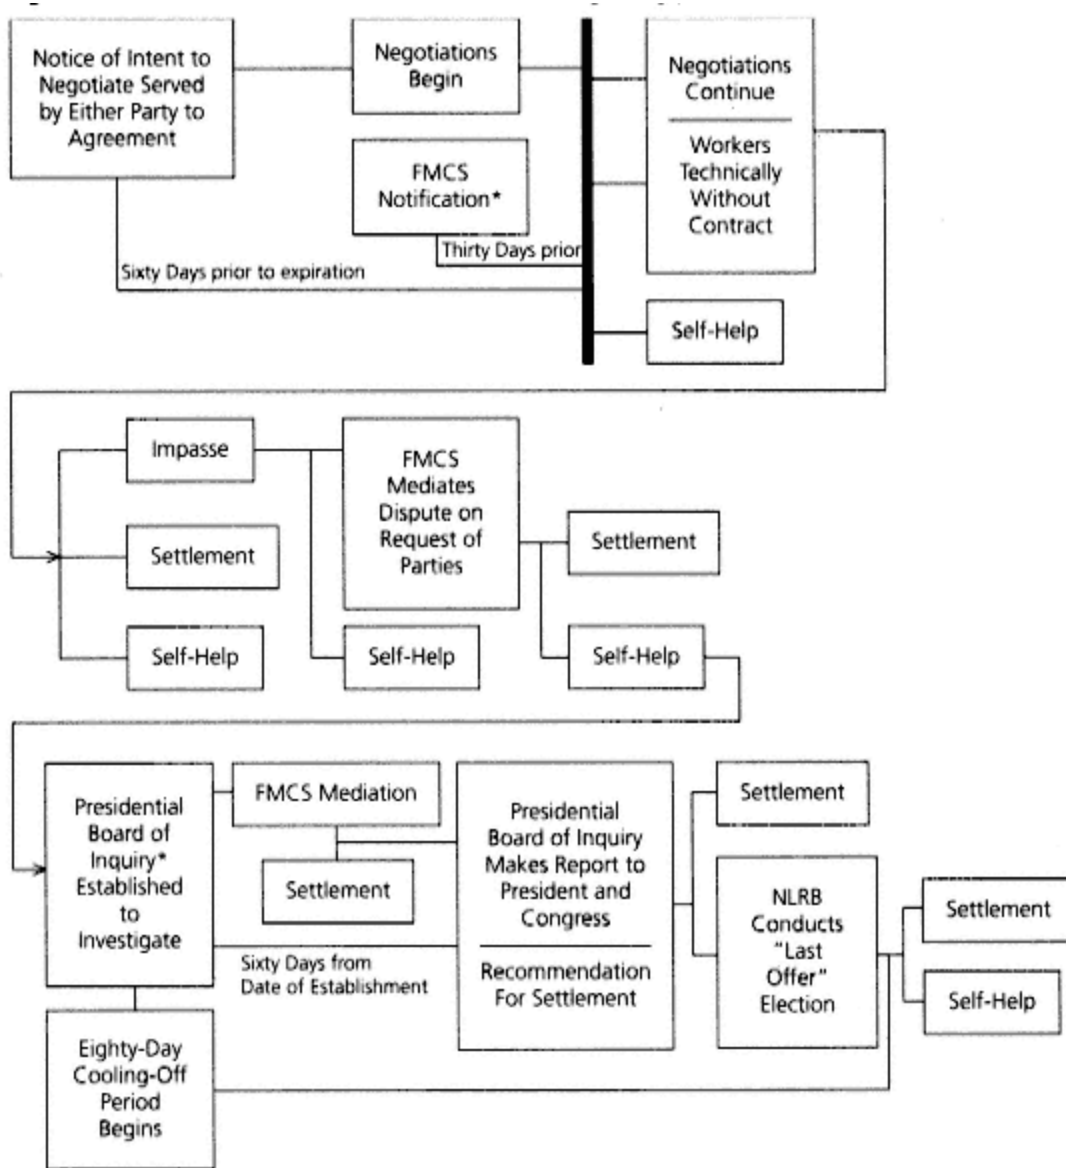 Notice of Intent to
Negotiate Served
by Either Party to
Agreement
Negotiations
Begin
FMCS
Notification*
Thirty Days prior
Sixty Days prior to expiration
Negotiations
Continue
Workers
Technically
Without
Contract
Self-Help
Impasse
Settlement
Self-Help
FMCS
Mediates
Dispute on
Request of
Parties
Self-Help
Settlement
Self-Help
Presidential
Board of
Inquiry*
Established
to
Investigate
Eighty-Day
Cooling-Off
Period
Begins
FMCS Mediation
Settlement
Sixty Days from
Date of Establishment
Presidential
Board of Inquiry
Makes Report to
President and
Congress
Recommendation
For Settlement
Settlement
NLRB
Conducts
"Last
Offer"
Election
Settlement
Self-Help